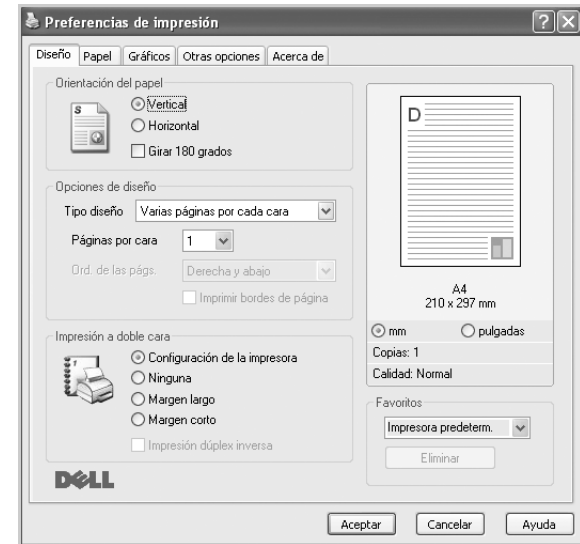 Preferencias de impresión
Diseño Papel Gráficos Otras opciones Acerca de
Orientación del papel
S
Vertical
Horizontal
Girar 180 grados
Opciones de diseño
Tipo diseño Varias páginas por cada cara
Páginas por cara 1
Ord. de las págs. Derecha y abajo
Imprimir bordes de página
Impresión a doble cara
Configuración de la impresora
Ninguna
Margen largo
Margen corto
Impresión dúplex inversa
DELL
D
A4
210 x 297 mm
mm pulgadas
Copias: 1
Calidad: Normal
Favoritos
Impresora predeterm.
Eliminar
Aceptar Cancelar Ayuda